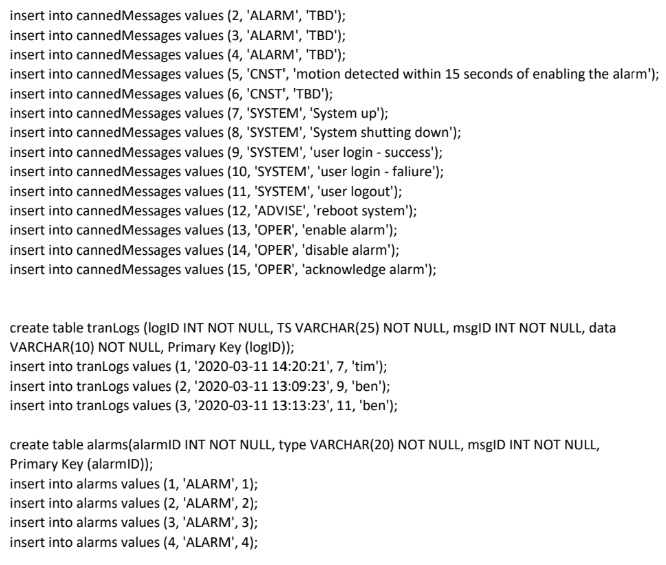 insert into cannedMessages values (2, 'ALARM', 'TBD');
insert into cannedMessages values (3, 'ALARM', 'TBD');
insert into cannedMessages values (4, 'ALARM', 'TBD');
insert into cannedMessages values (5, 'CNST', 'motion detected within 15 seconds of enabling the alarm');
insert into cannedMessages values (6, 'CNST', 'TBD');
insert into cannedMessages values (7, 'SYSTEM', 'System up');
insert into cannedMessages values (8, 'SYSTEM', 'System shutting down');
insert into cannedMessages values (9, 'SYSTEM', 'user login - success');
insert into cannedMessages values (10, 'SYSTEM', 'user login - faliure');
insert into cannedMessages values (11, 'SYSTEM', 'user logout');
insert into cannedMessages values (12, 'ADVISE', 'reboot system');
insert into cannedMessages values (13, 'OPER', 'enable alarm');
insert into cannedMessages values (14, 'OPER', 'disable alarm');
insert into cannedMessages values (15, 'OPER', 'acknowledge alarm');
create table tranLogs (logID INT NOT NULL, TS VARCHAR(25) NOT NULL, msgID INT NOT NULL, data
VARCHAR(10) NOT NULL, Primary Key (logID));
insert into tranLogs values (1, '2020-03-11 14:20:21', 7, 'tim');
insert into tranLogs values (2, '2020-03-11 13:09:23', 9, 'ben');
insert into tranLogs values (3, '2020-03-11 13:13:23', 11, 'ben');
create table alarms(alarmID INT NOT NULL, type VARCHAR(20) NOT NULL, msgID INT NOT NULL,
Primary Key (alarmID));
insert into alarms values (1, 'ALARM', 1);
insert into alarms values (2, 'ALARM', 2);
insert into alarms values (3, 'ALARM', 3);
insert into alarms values (4, 'ALARM', 4);